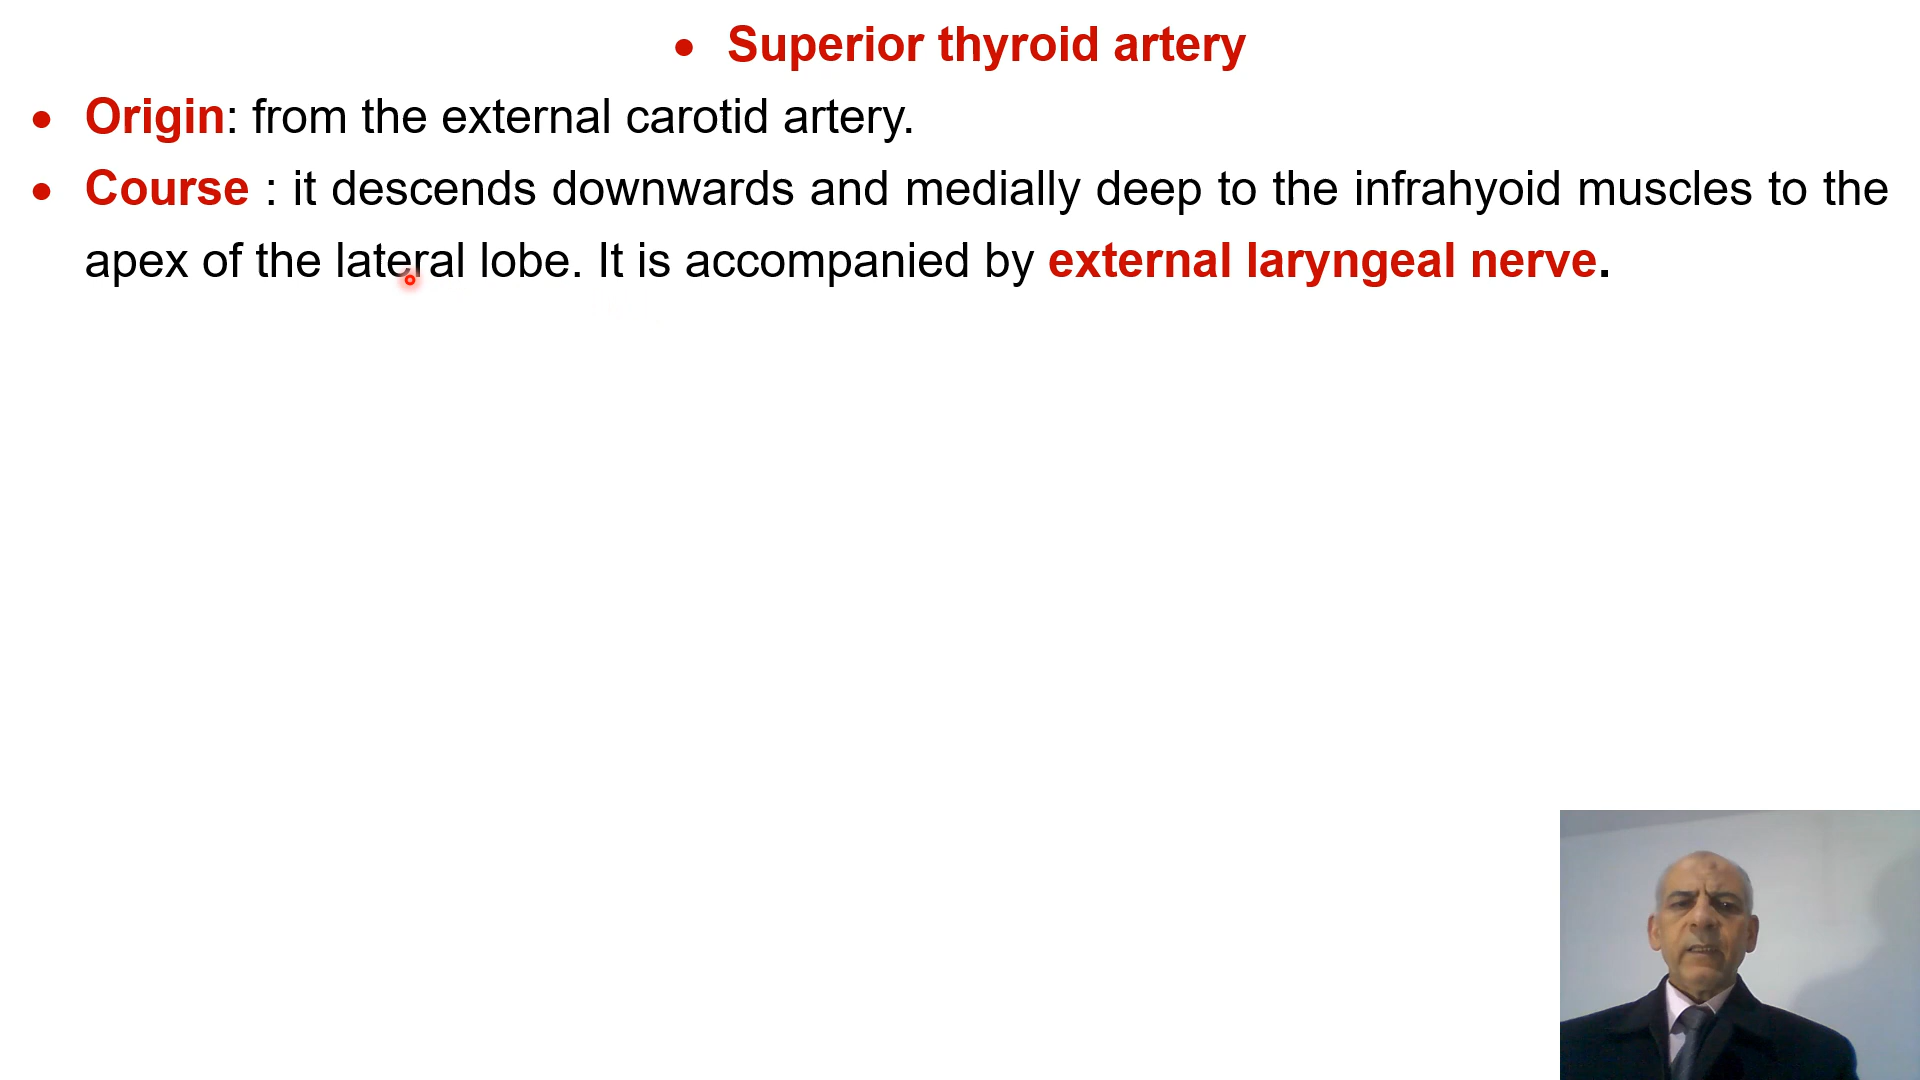 • Superior thyroid artery
• Origin: from the external carotid artery.
• Course : it descends downwards and medially deep to the infrahyoid muscles to the
apex of the lateral lobe. It is accompanied by external laryngeal nerve.